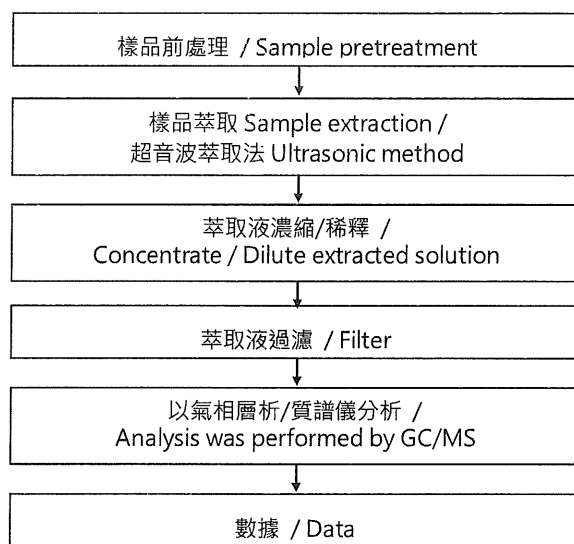 樣品前處理 / Sample pretreatment
樣品萃取 Sample extraction /
超音波萃取法 Ultrasonic method
萃取液濃縮/稀釋 /
Concentrate / Dilute extracted solution
萃取液過濾 / Filter
以氣相層析/質譜儀分析 /
Analysis was performed by GC/MS
數據 / Data